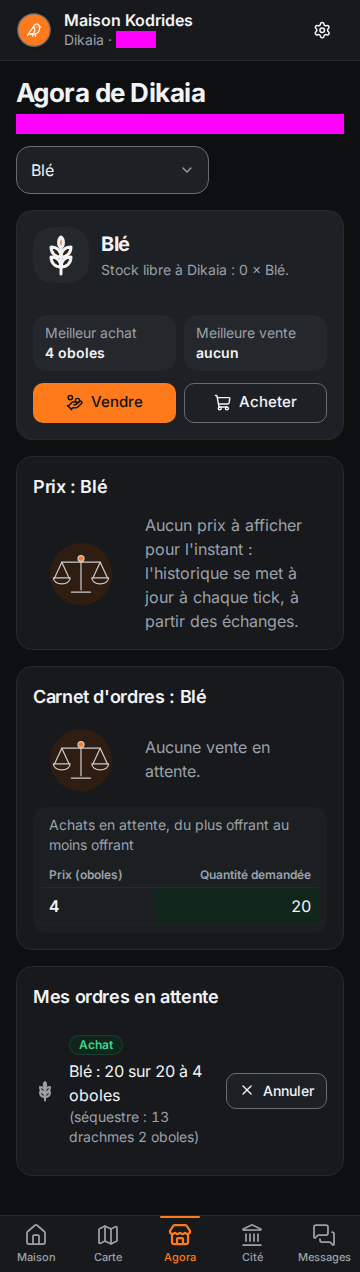 Maison Kodrides
Dikaia ·
Agora de Dikaia
Blé
Blé
Stock libre à Dikaia : 0 × Blé.
Meilleur achat
4 oboles
Meilleure vente
aucun
Vendre
Acheter
Prix : Blé
Aucun prix à afficher
pour l'instant :
l'historique se met à
jour à chaque tick, à
partir des échanges.
Carnet d'ordres : Blé
Aucune vente en
attente.
Achats en attente, du plus offrant au
moins offrant
Prix (oboles) Quantité demandée
4 20
Mes ordres en attente
Achat
Blé : 20 sur 20 à 4
oboles
(séquestre : 13
drachmes 2 oboles)
Annuler
Maison Carte Agora Cité Messages